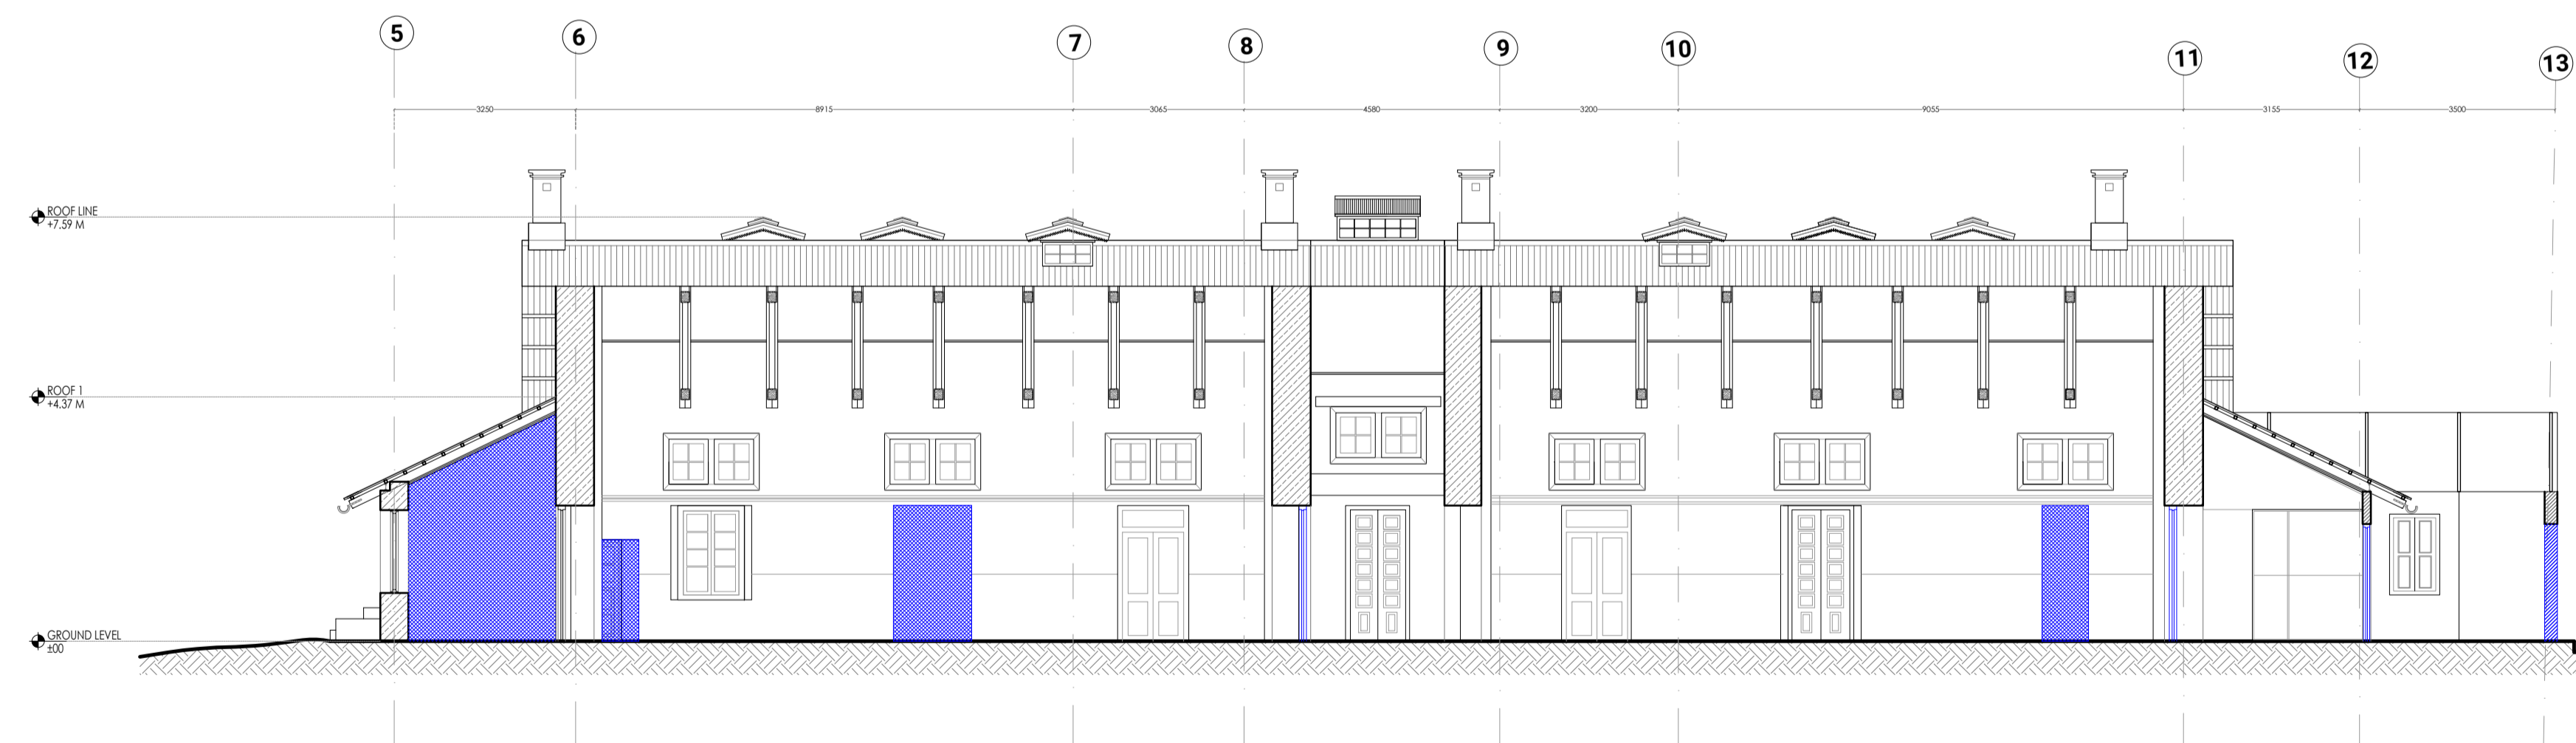 5 6 7 8 9 10 11 12 13
3250 8915 3065 4580 3200 9055 3155 3500
ROOF LINE
+7.59 M
ROOF 1
+4.37 M
GROUND LEVEL
±00